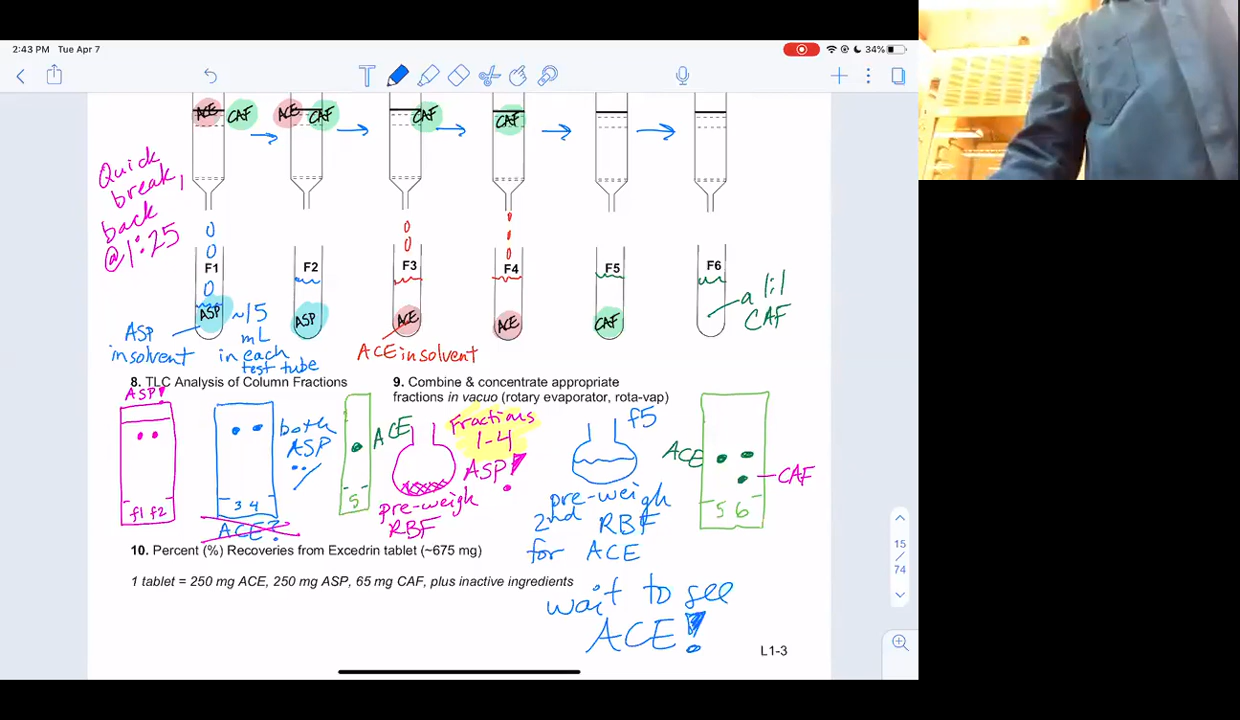 2:43 PM Tue Apr 7
34%
T
ACE CAF
ACE CAF
CAF
CAF
Quick
break,
back
@1:25
F1
F2
F3
F4
F5
F6
ASP
ASP
ACE
ACE
CAF
a lil
CAF
ASP
insolvent
~15
mL
in each
test tube
ACE insolvent
8. TLC Analysis of Column Fractions
9. Combine & concentrate appropriate
fractions in vacuo (rotary evaporator, rota-vap)
ASP!
f1 f2
both
ASP
3 4
ACE?
ACE
5
Fractions
1-4
ASP!
pre-weigh
RBF
f5
pre-weigh
2nd RBF
for ACE
ACE
CAF
5 6
10. Percent (%) Recoveries from Excedrin tablet (~675 mg)
1 tablet = 250 mg ACE, 250 mg ASP, 65 mg CAF, plus inactive ingredients
wait to see
ACE!
15
/
74
L1-3